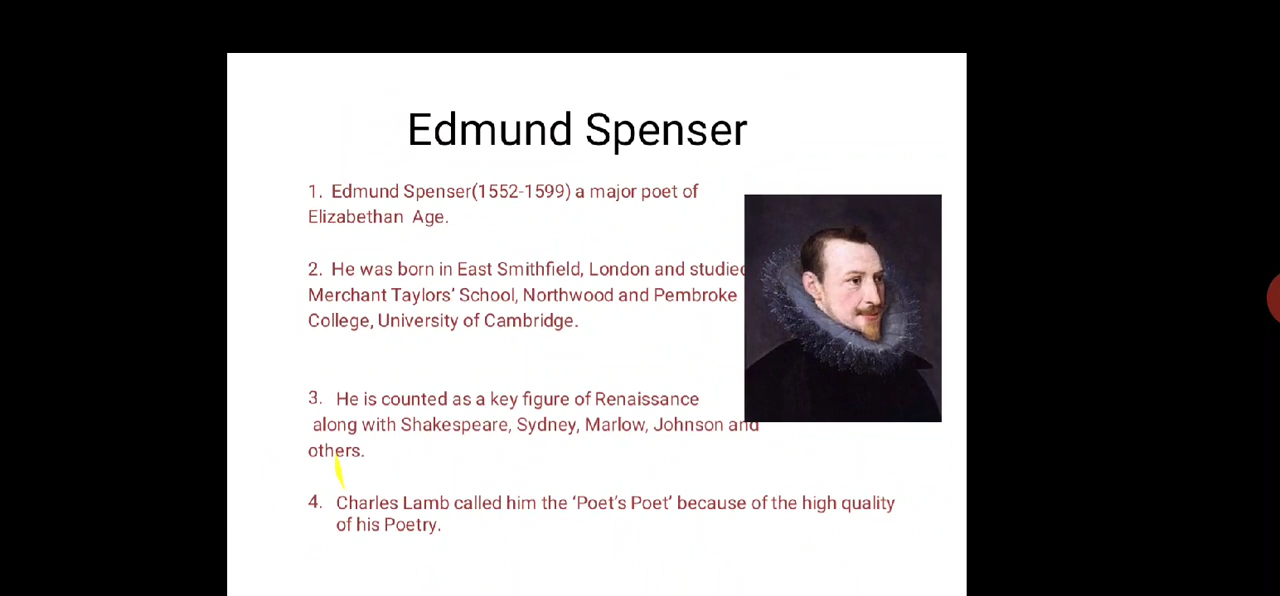 Edmund Spenser
1. Edmund Spenser(1552-1599) a major poet of
Elizabethan Age.
2. He was born in East Smithfield, London and studied
Merchant Taylors’ School, Northwood and Pembroke
College, University of Cambridge.
3. He is counted as a key figure of Renaissance
along with Shakespeare, Sydney, Marlow, Johnson and
others.
4. Charles Lamb called him the ‘Poet’s Poet’ because of the high quality
of his Poetry.